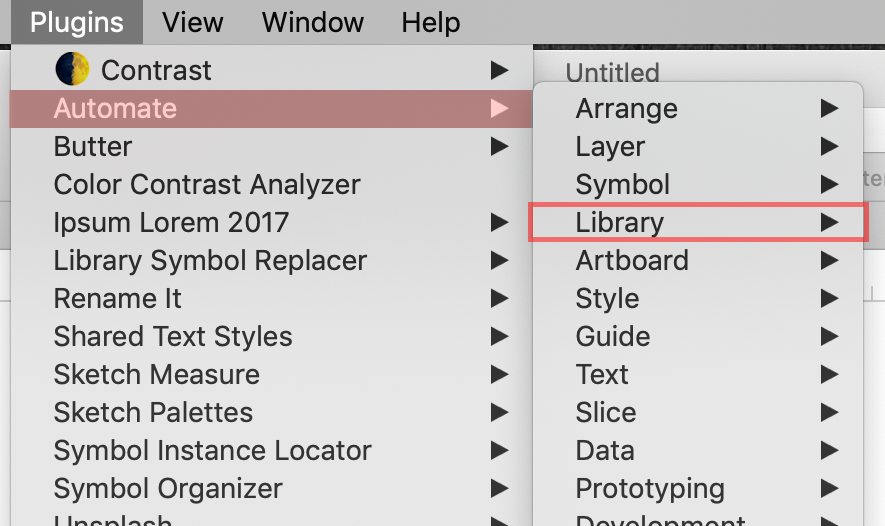 Plugins View Window Help
Contrast
Automate
Butter
Color Contrast Analyzer
Ipsum Lorem 2017
Library Symbol Replacer
Rename It
Shared Text Styles
Sketch Measure
Sketch Palettes
Symbol Instance Locator
Symbol Organizer
Unsplash
Untitled
Arrange
Layer
Symbol
Library
Artboard
Style
Guide
Text
Slice
Data
Prototyping
Development